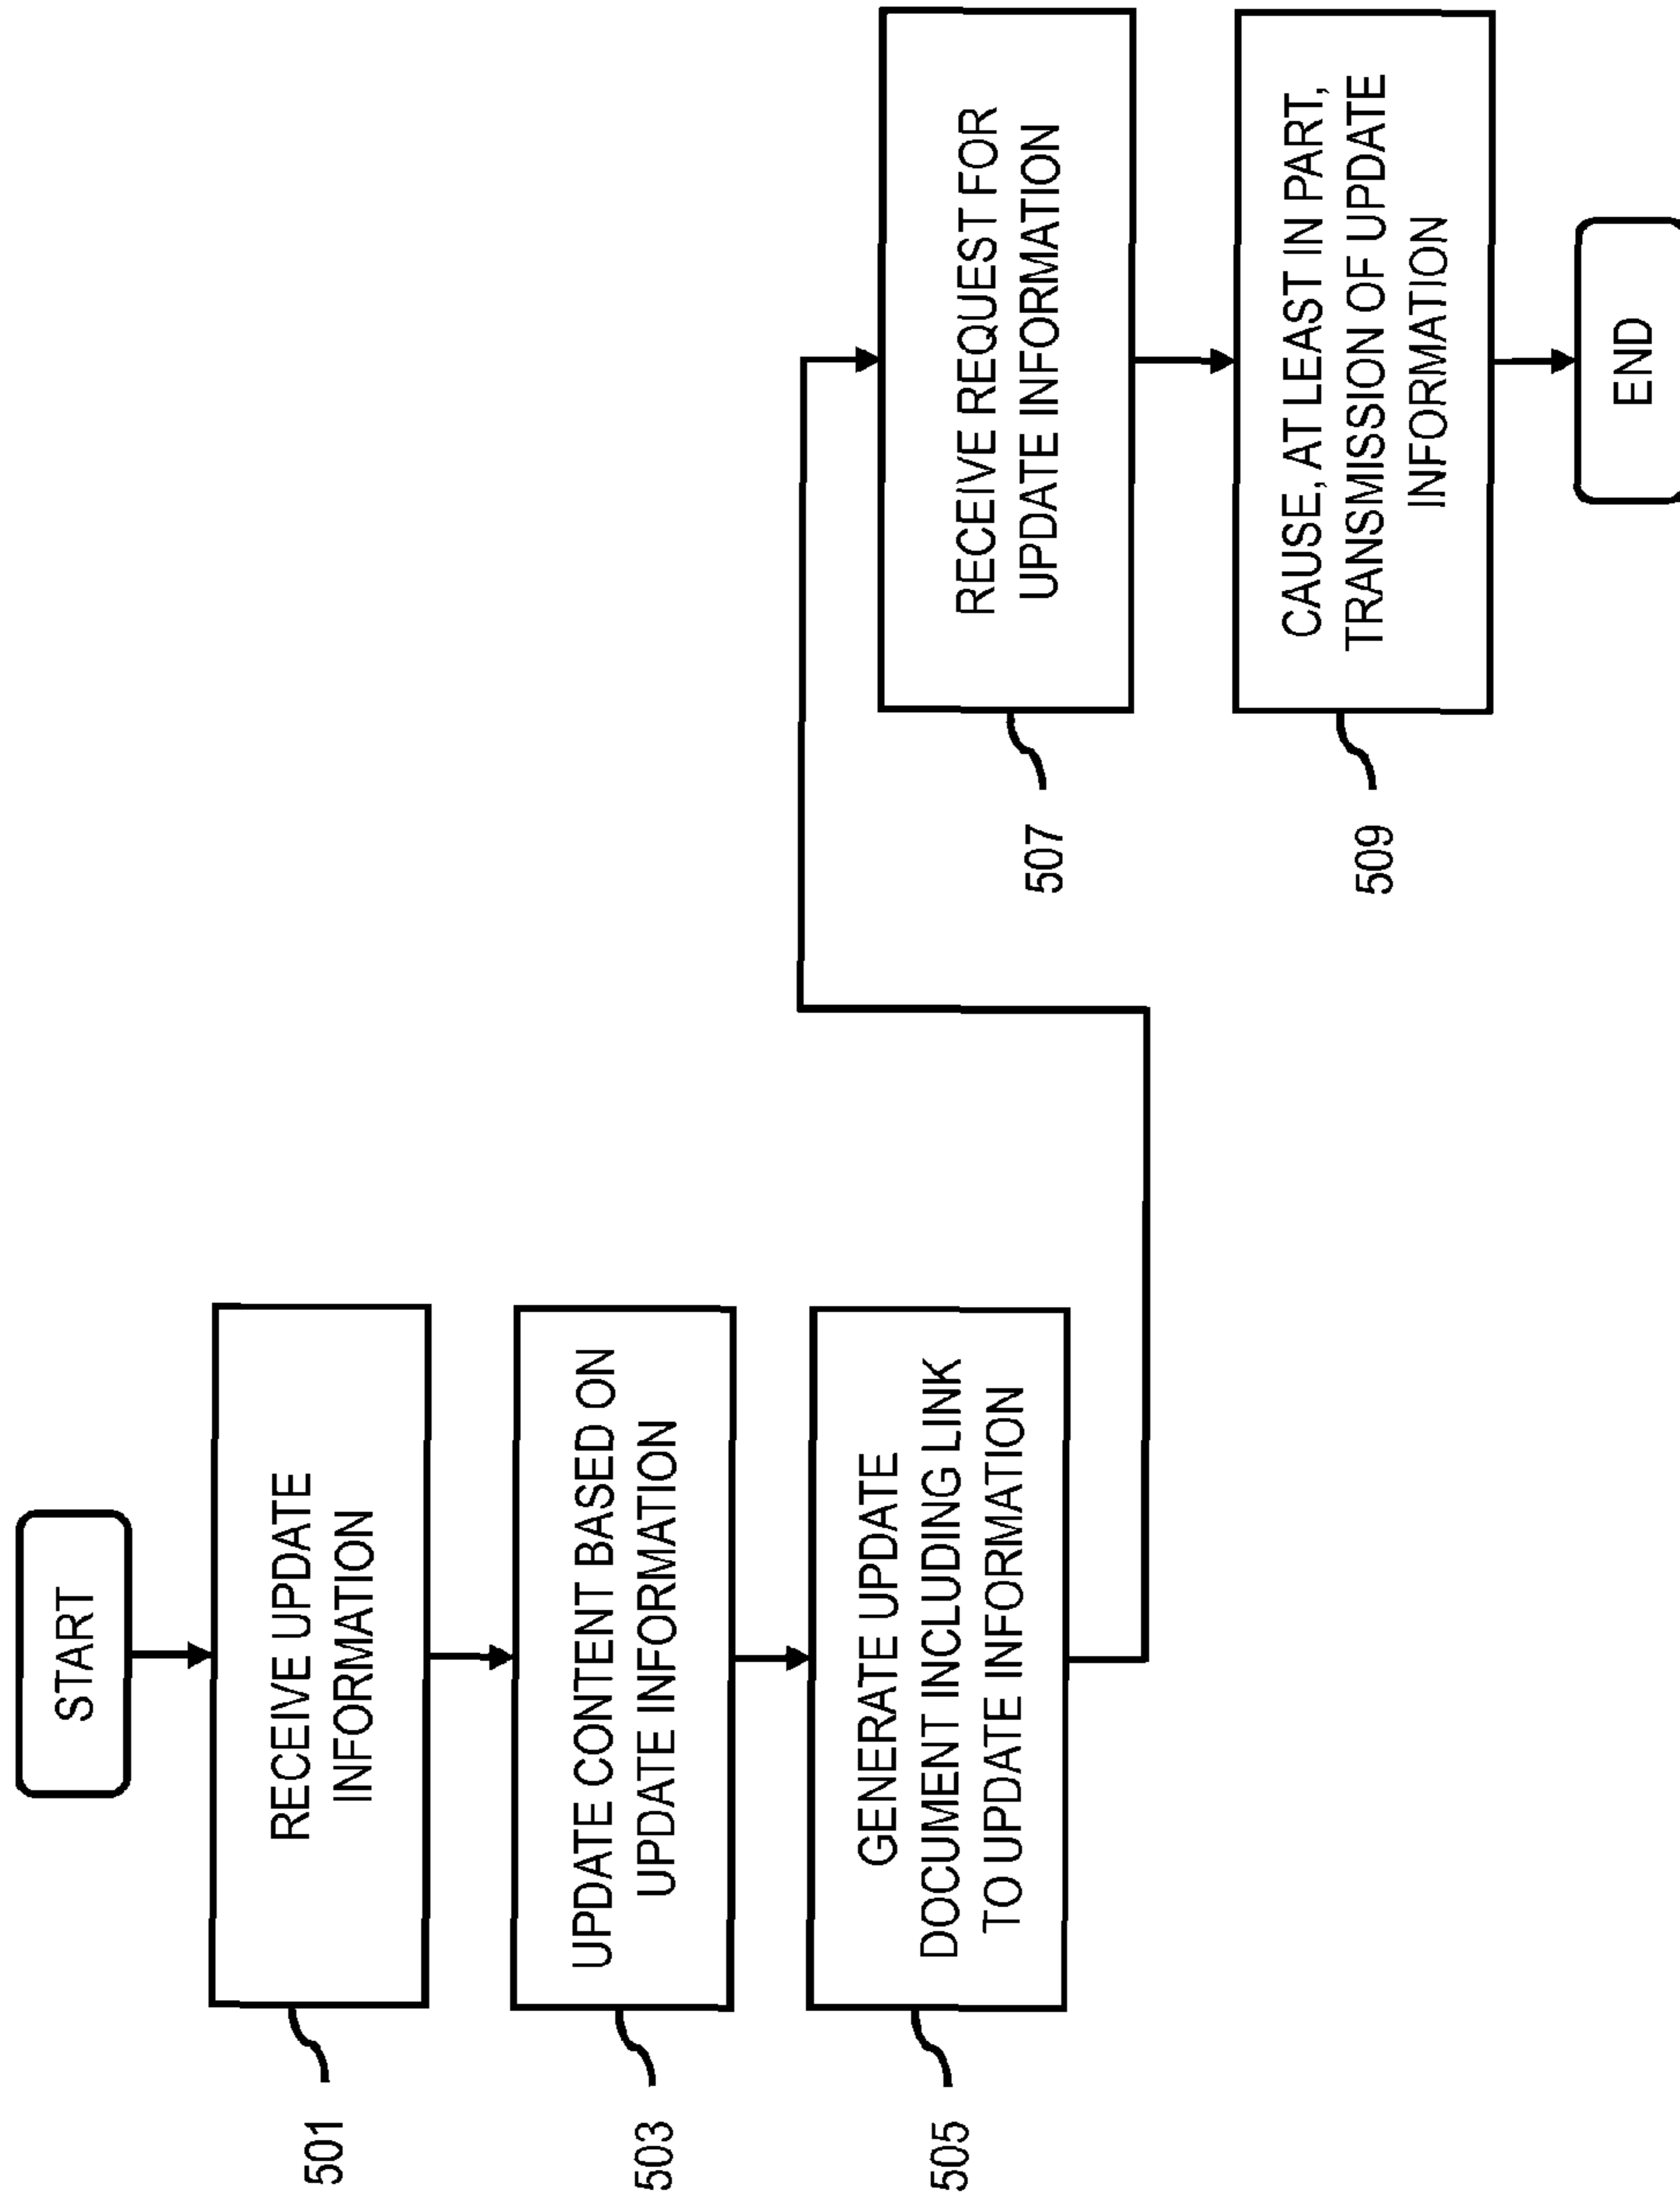 START
RECEIVE UPDATE
INFORMATION
501
UPDATE CONTENT BASED ON
UPDATE INFORMATION
503
GENERATE UPDATE
DOCUMENT INCLUDING LINK
TO UPDATE INFORMATION
505
RECEIVE REQUEST FOR
UPDATE INFORMATION
507
CAUSE, AT LEAST IN PART,
TRANSMISSION OF UPDATE
INFORMATION
509
END